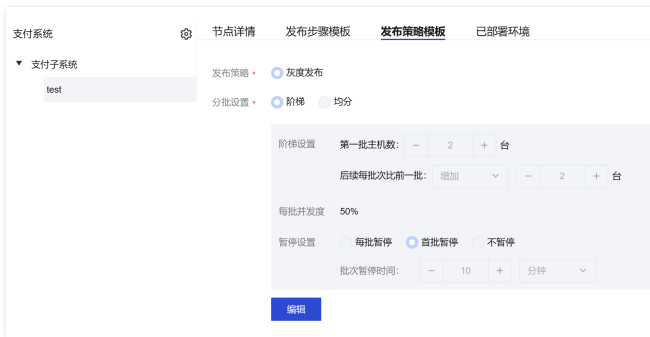 支付系统
支付子系统
test
节点详情 发布步骤模板 发布策略模板 已部署环境
发布策略 • 灰度发布
分批设置 • 阶梯 均分
阶梯设置 第一批主机数: − 2 + 台
后续每批次比前一批: 增加 − 2 + 台
每批并发度 50%
暂停设置 每批暂停 首批暂停 不暂停
批次暂停时间: − 10 + 分钟
编辑